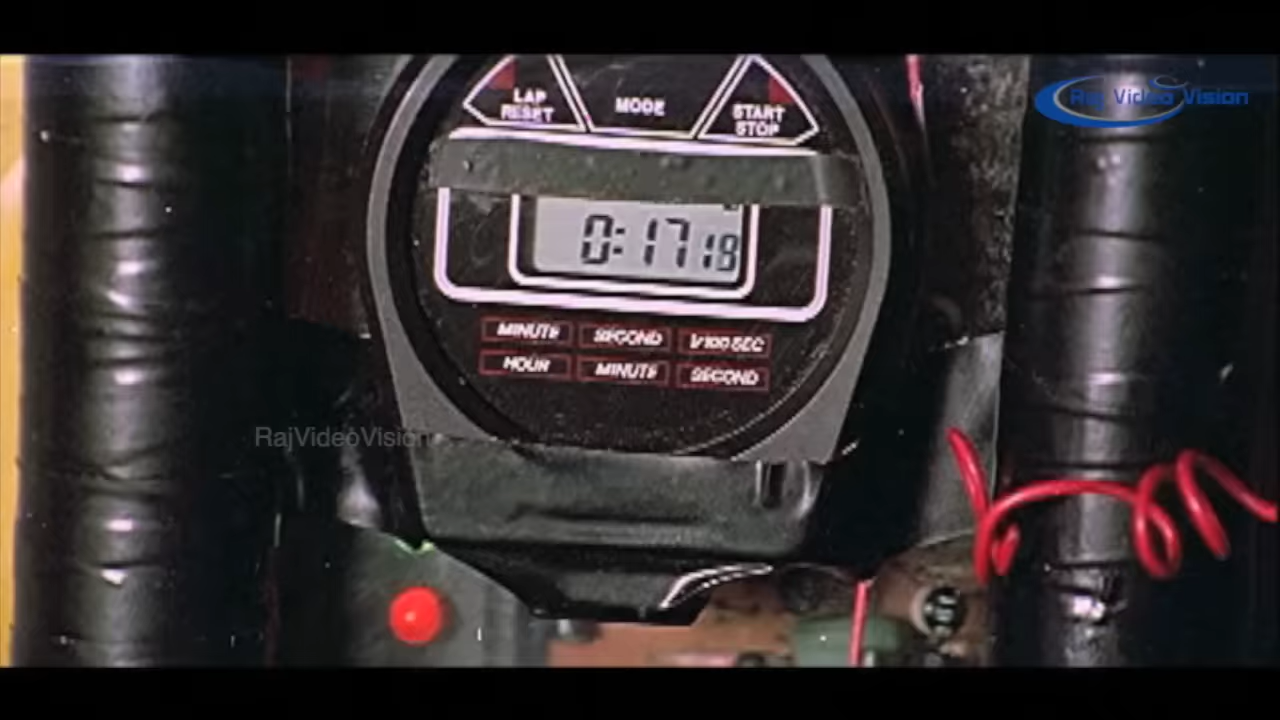 Raj Video Vision
LAP
RESET
MODE
START
STOP
0:17 18
MINUTE SECOND 1/100 SEC
HOUR MINUTE SECOND
RajVideoVision